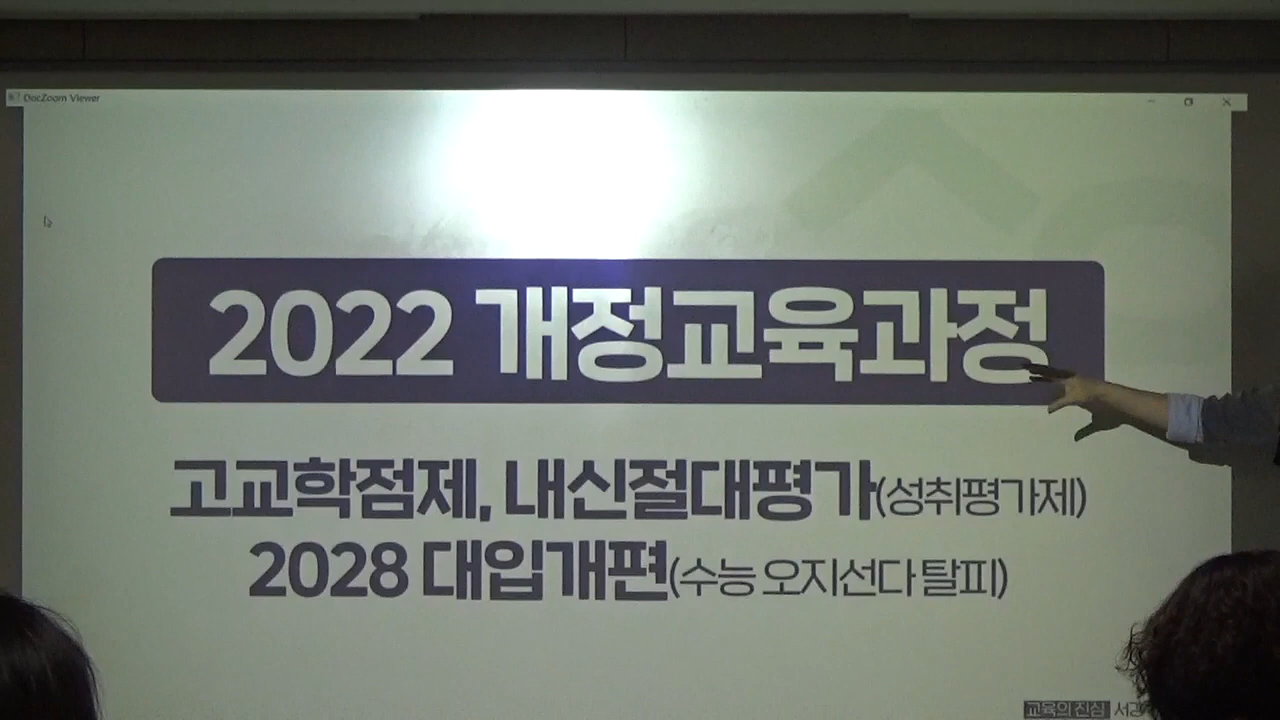 DocZoom Viewer
2022 개정교육과정
고교학점제, 내신절대평가(성취평가제)
2028 대입개편(수능 오지선다 탈피)
교육의 진심